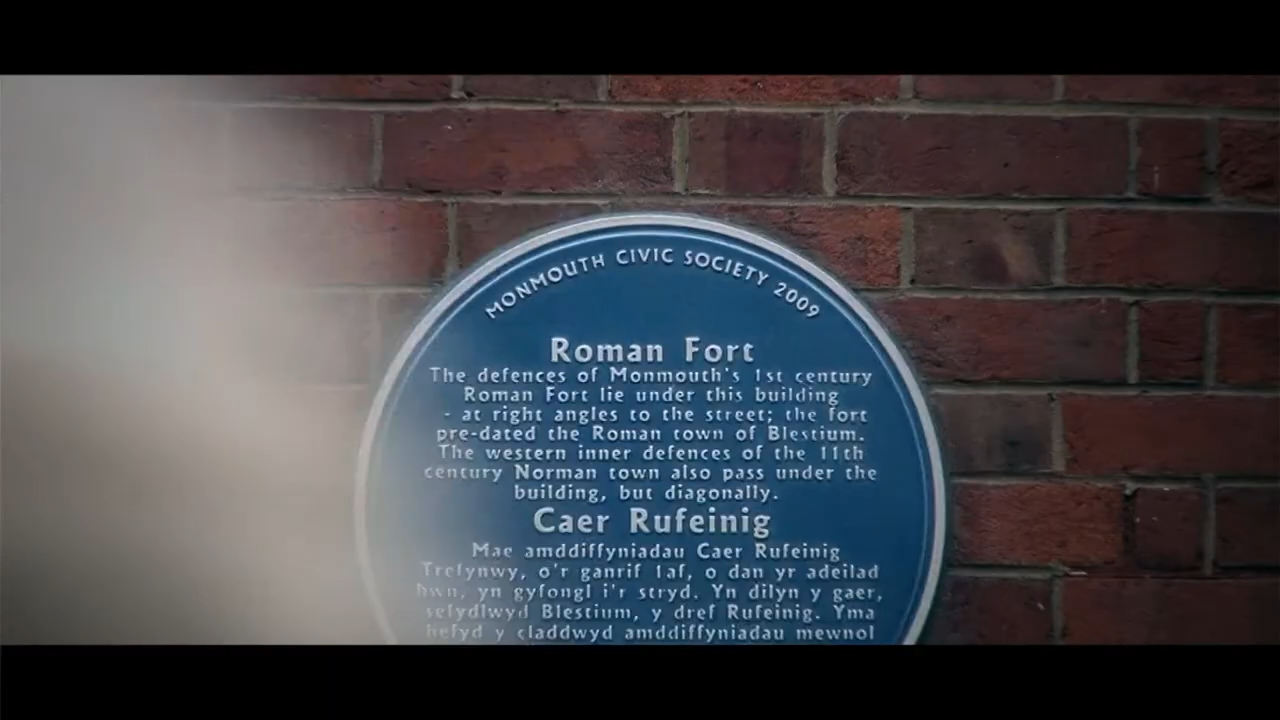 MONMOUTH CIVIC SOCIETY 2009
Roman Fort
The defences of Monmouth's 1st century
Roman Fort lie under this building
- at right angles to the street; the fort
pre-dated the Roman town of Blestium.
The western inner defences of the 11th
century Norman town also pass under the
building, but diagonally.
Caer Rufeinig
Mae amddiffyniadau Caer Rufeinig
Trefynwy, o'r ganrif 1af, o dan yr adeilad
hwn, yn gyfongl i'r stryd. Yn dilyn y gaer,
sefydlwyd Blestium, y dref Rufeinig. Yma
hefyd y claddwyd amddiffyniadau mewnol